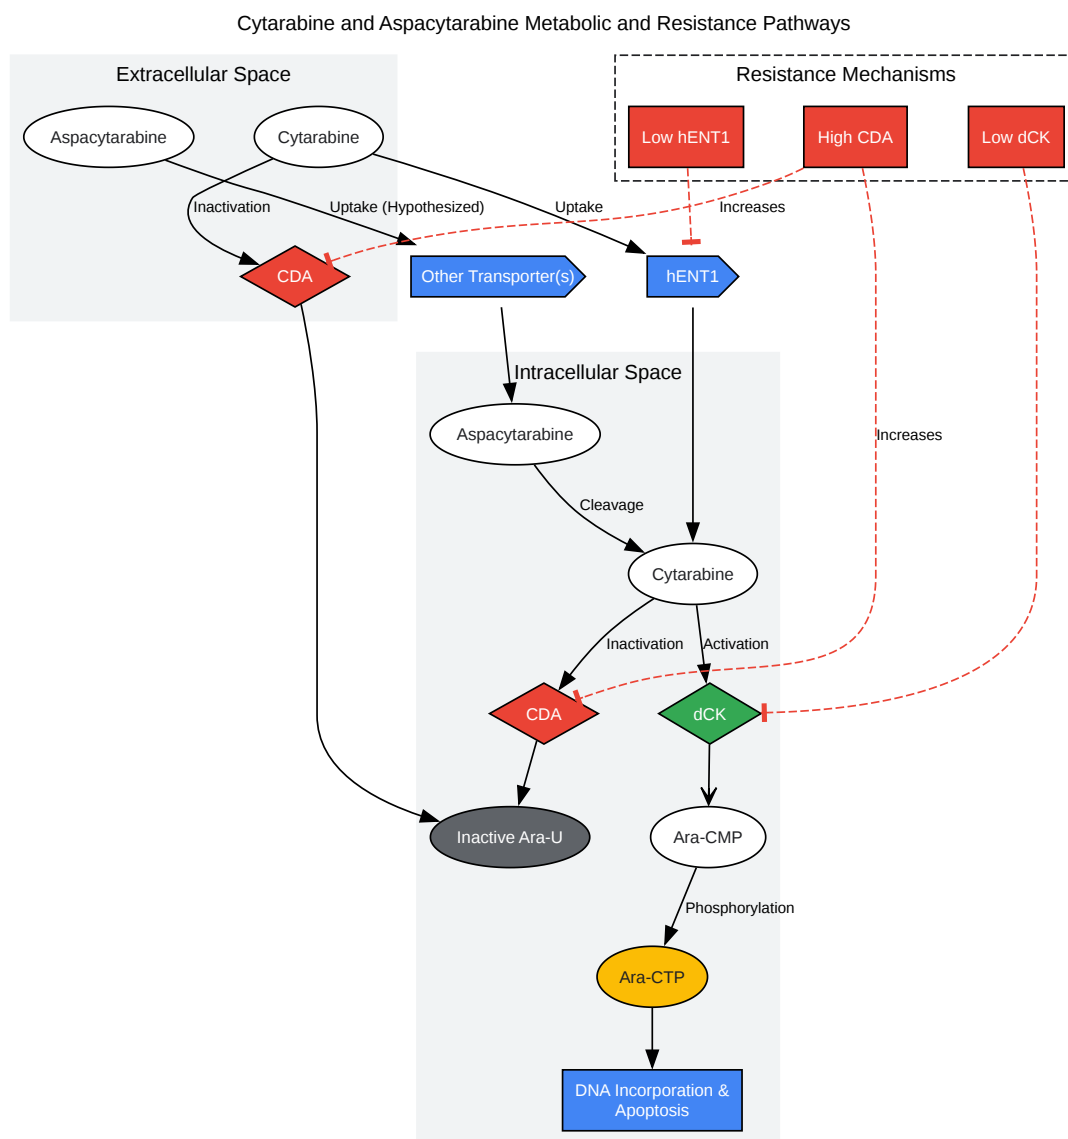 Cytarabine and Aspacytarabine Metabolic and Resistance Pathways
Extracellular Space
Resistance Mechanisms
Aspacytarabine
Cytarabine
Low hENT1
High CDA
Low dCK
Inactivation
Uptake (Hypothesized)
Uptake
Increases
CDA
Other Transporter(s)
hENT1
Intracellular Space
Aspacytarabine
Increases
Cleavage
Cytarabine
Inactivation
Activation
CDA
dCK
Inactive Ara-U
Ara-CMP
Phosphorylation
Ara-CTP
DNA Incorporation &
Apoptosis